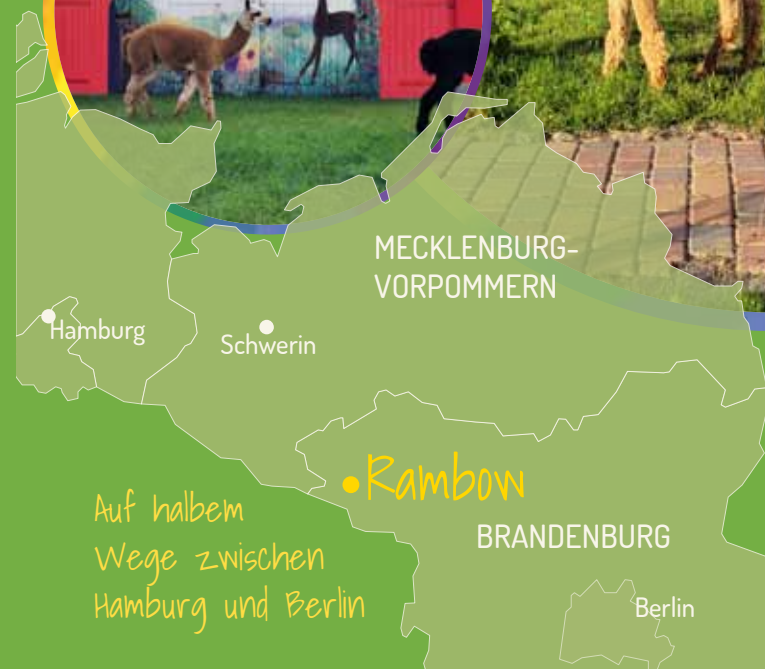 MECKLENBURG-
VORPOMMERN
Hamburg
Schwerin
Rambow
Auf halbem
Wege zwischen
Hamburg und Berlin
BRANDENBURG
Berlin